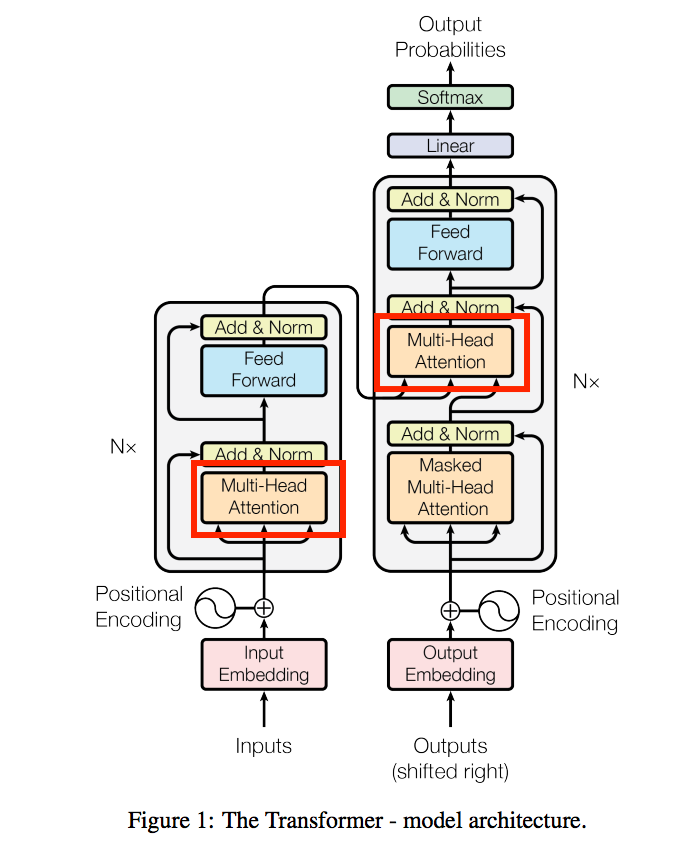 Output
Probabilities
Softmax
Linear
Add & Norm
Feed
Forward
Add & Norm
Multi-Head
Attention
Add & Norm
Masked
Multi-Head
Attention
Nx
Add & Norm
Feed
Forward
Add & Norm
Multi-Head
Attention
Nx
Positional
Encoding
Positional
Encoding
Input
Embedding
Output
Embedding
Inputs
Outputs
(shifted right)
Figure 1: The Transformer - model architecture.